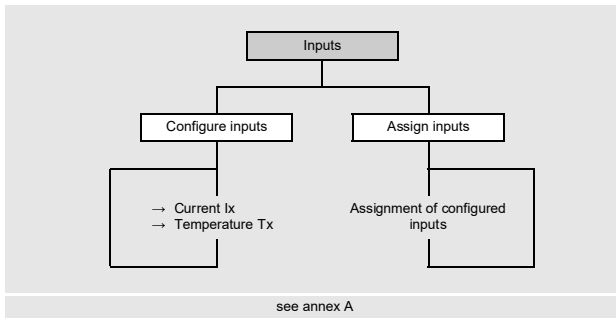 Inputs
Configure inputs
Assign inputs
→ Current Ix
→ Temperature Tx
Assignment of configured
inputs
see annex A